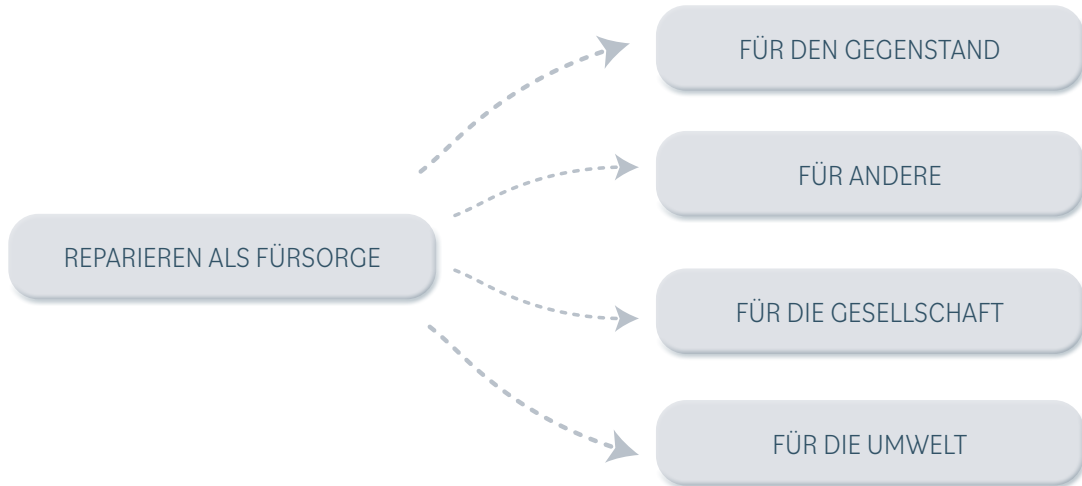 FÜR DEN GEGENSTAND
FÜR ANDERE
REPARIEREN ALS FÜRSORGE
FÜR DIE GESELLSCHAFT
FÜR DIE UMWELT